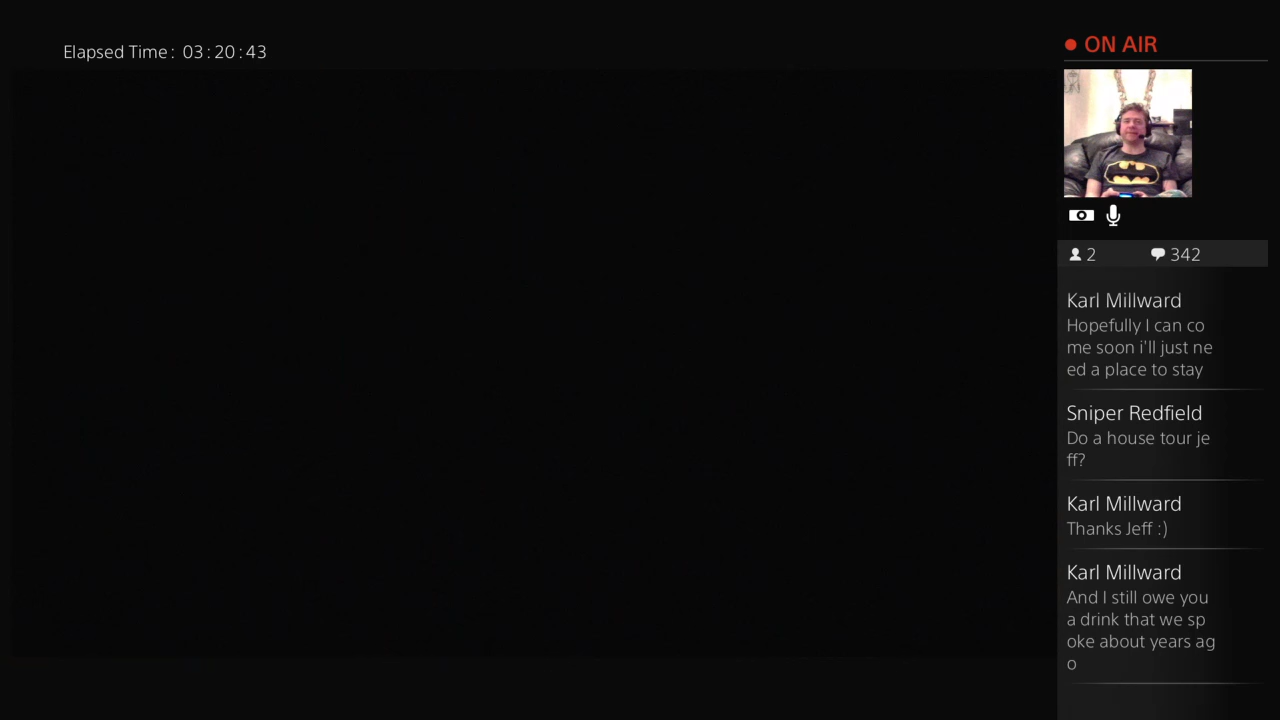 Elapsed Time: 03:20:43
ON AIR
2 342
Karl Millward
Hopefully I can co
me soon i'll just ne
ed a place to stay
Sniper Redfield
Do a house tour je
ff?
Karl Millward
Thanks Jeff :)
Karl Millward
And I still owe you
a drink that we sp
oke about years ag
o